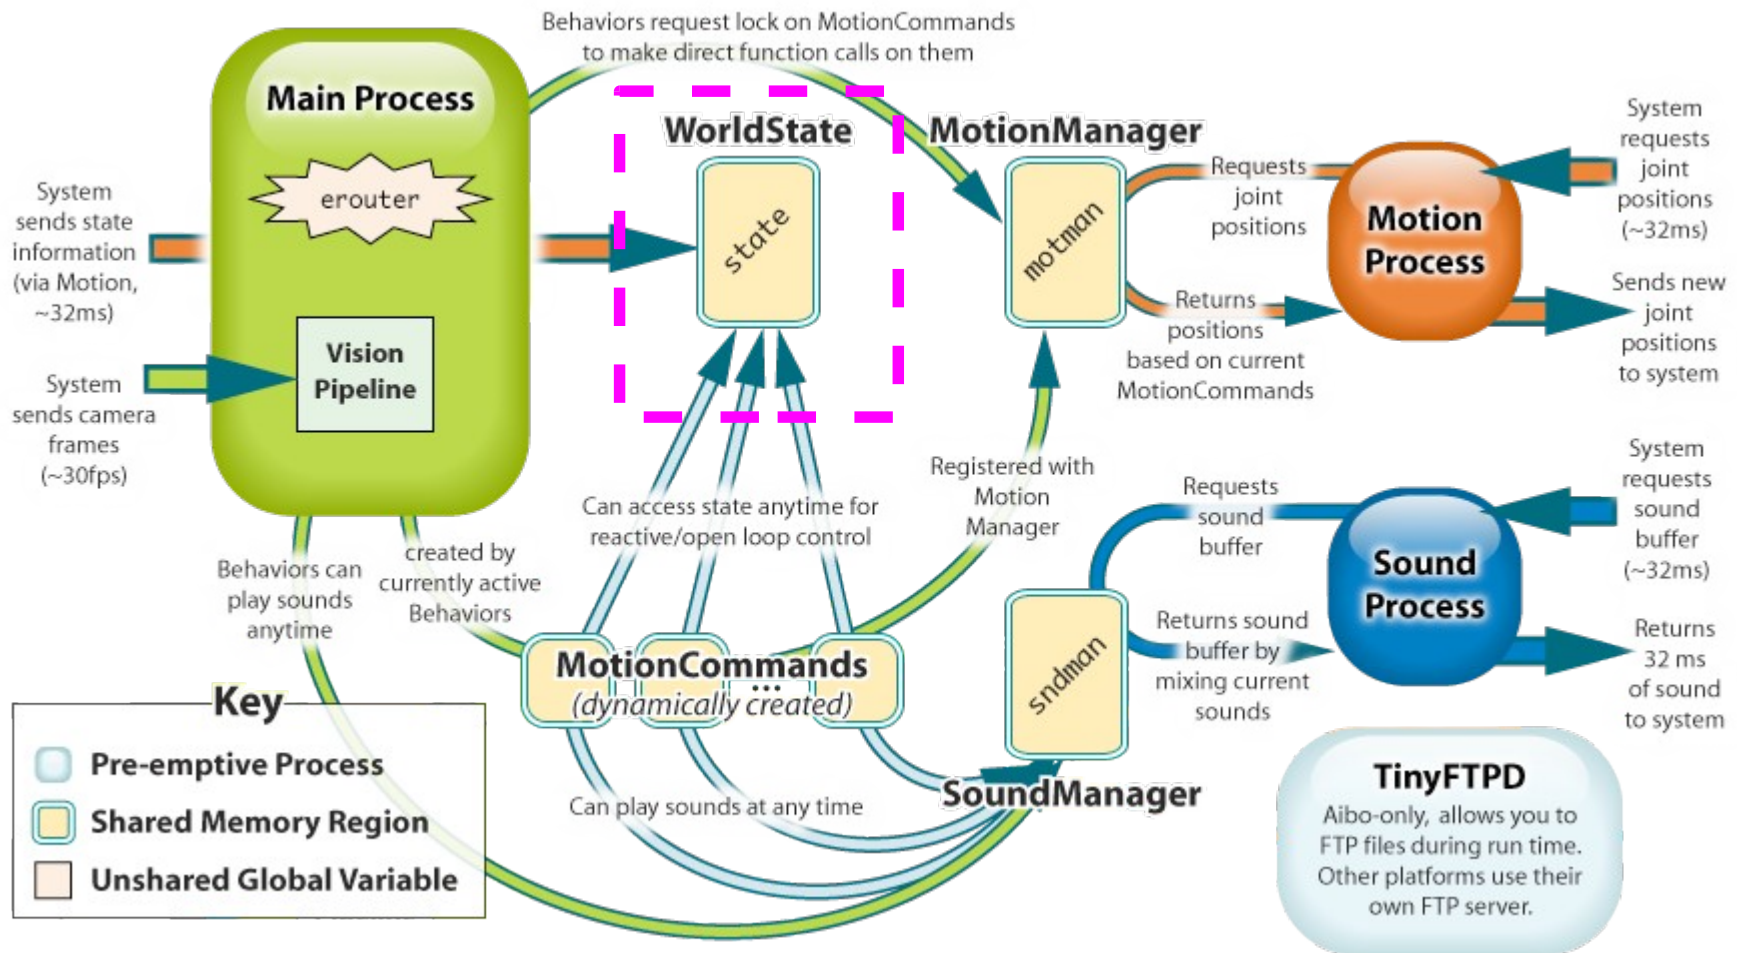 Behaviors request lock on MotionCommands
to make direct function calls on them
Main Process
erouter
Vision
Pipeline
System
sends state
information
(via Motion,
~32ms)
System
sends camera
frames
(~30fps)
WorldState
state
MotionManager
motman
Requests
joint
positions
Returns
positions
based on current
MotionCommands
Motion
Process
System
requests
joint
positions
(~32ms)
Sends new
joint
positions
to system
Can access state anytime for
reactive/open loop control
Registered with
Motion
Manager
Behaviors can
play sounds
anytime
created by
currently active
Behaviors
MotionCommands
...
(dynamically created)
Can play sounds at any time
sndman
SoundManager
Requests
sound
buffer
Returns sound
buffer by
mixing current
sounds
Sound
Process
System
requests
sound
buffer
(~32ms)
Returns
32 ms
of sound
to system
Key
Pre-emptive Process
Shared Memory Region
Unshared Global Variable
TinyFTPD
Aibo-only, allows you to
FTP files during run time.
Other platforms use their
own FTP server.